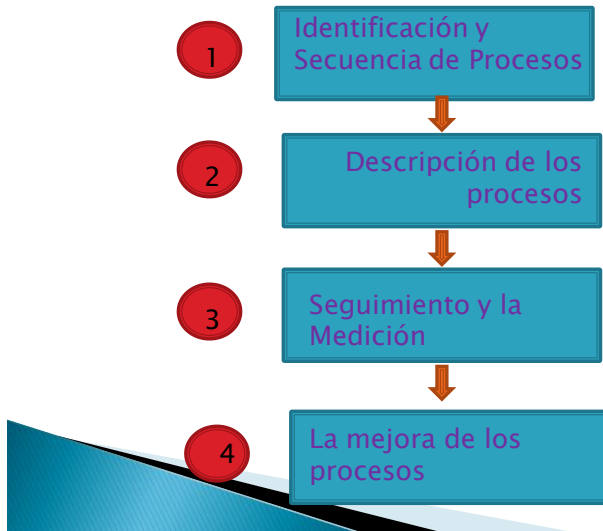 1
Identificación y
Secuencia de Procesos
2
Descripción de los
procesos
3
Seguimiento y la
Medición
4
La mejora de los
procesos